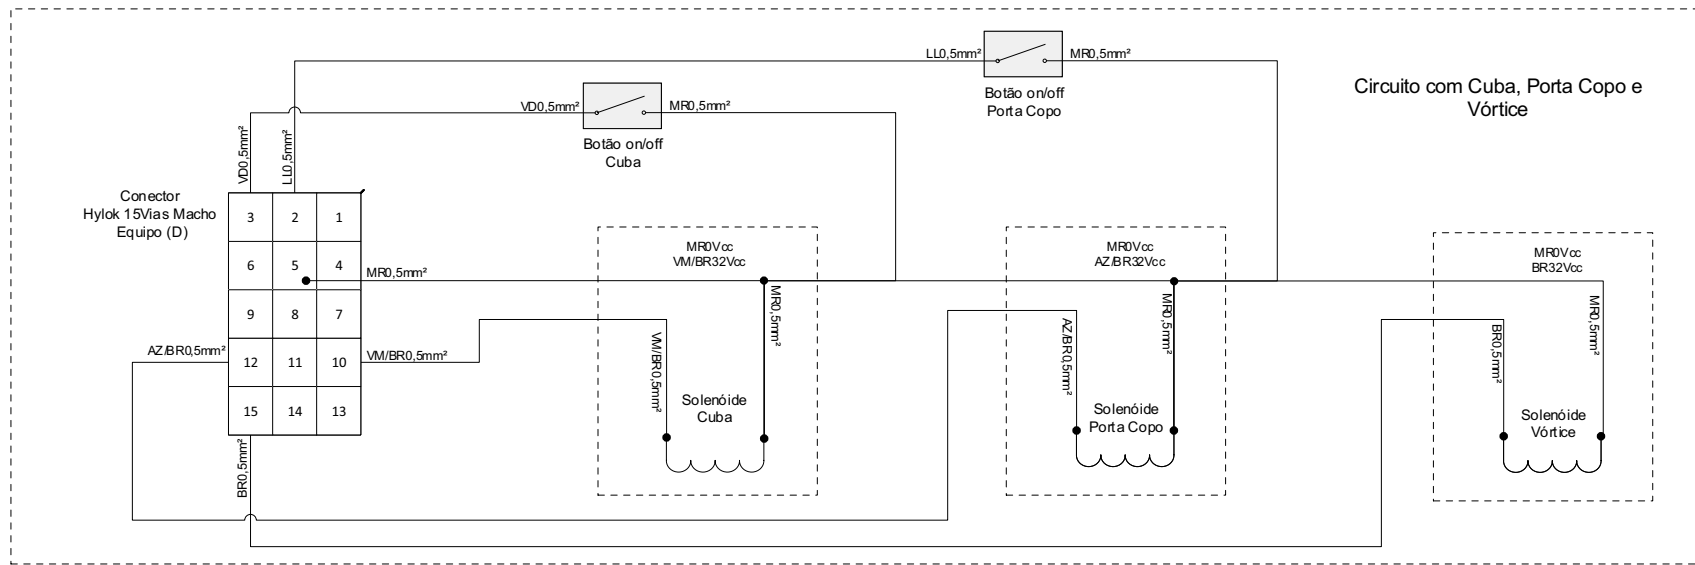 LL0,5mm²
MR0,5mm²
Botão on/off
Porta Copo
Circuito com Cuba, Porta Copo e
Vórtice
VD0,5mm²
MR0,5mm²
Botão on/off
Cuba
VD0,5mm²
LL0,5mm²
Conector
Hylok 15Vias Macho
Equipo (D)
3 2 1
6 5 4
9 8 7
12 11 10
15 14 13
MR0,5mm²
AZ/BR0,5mm²
VM/BR0,5mm²
BR0,5mm²
MR0Vcc
VM/BR32Vcc
MR0,5mm²
VM/BR0,5mm²
Solenóide
Cuba
MR0Vcc
AZ/BR32Vcc
MR0,5mm²
AZ/BR0,5mm²
Solenóide
Porta Copo
MR0Vcc
BR32Vcc
MR0,5mm²
BR0,5mm²
Solenóide
Vórtice